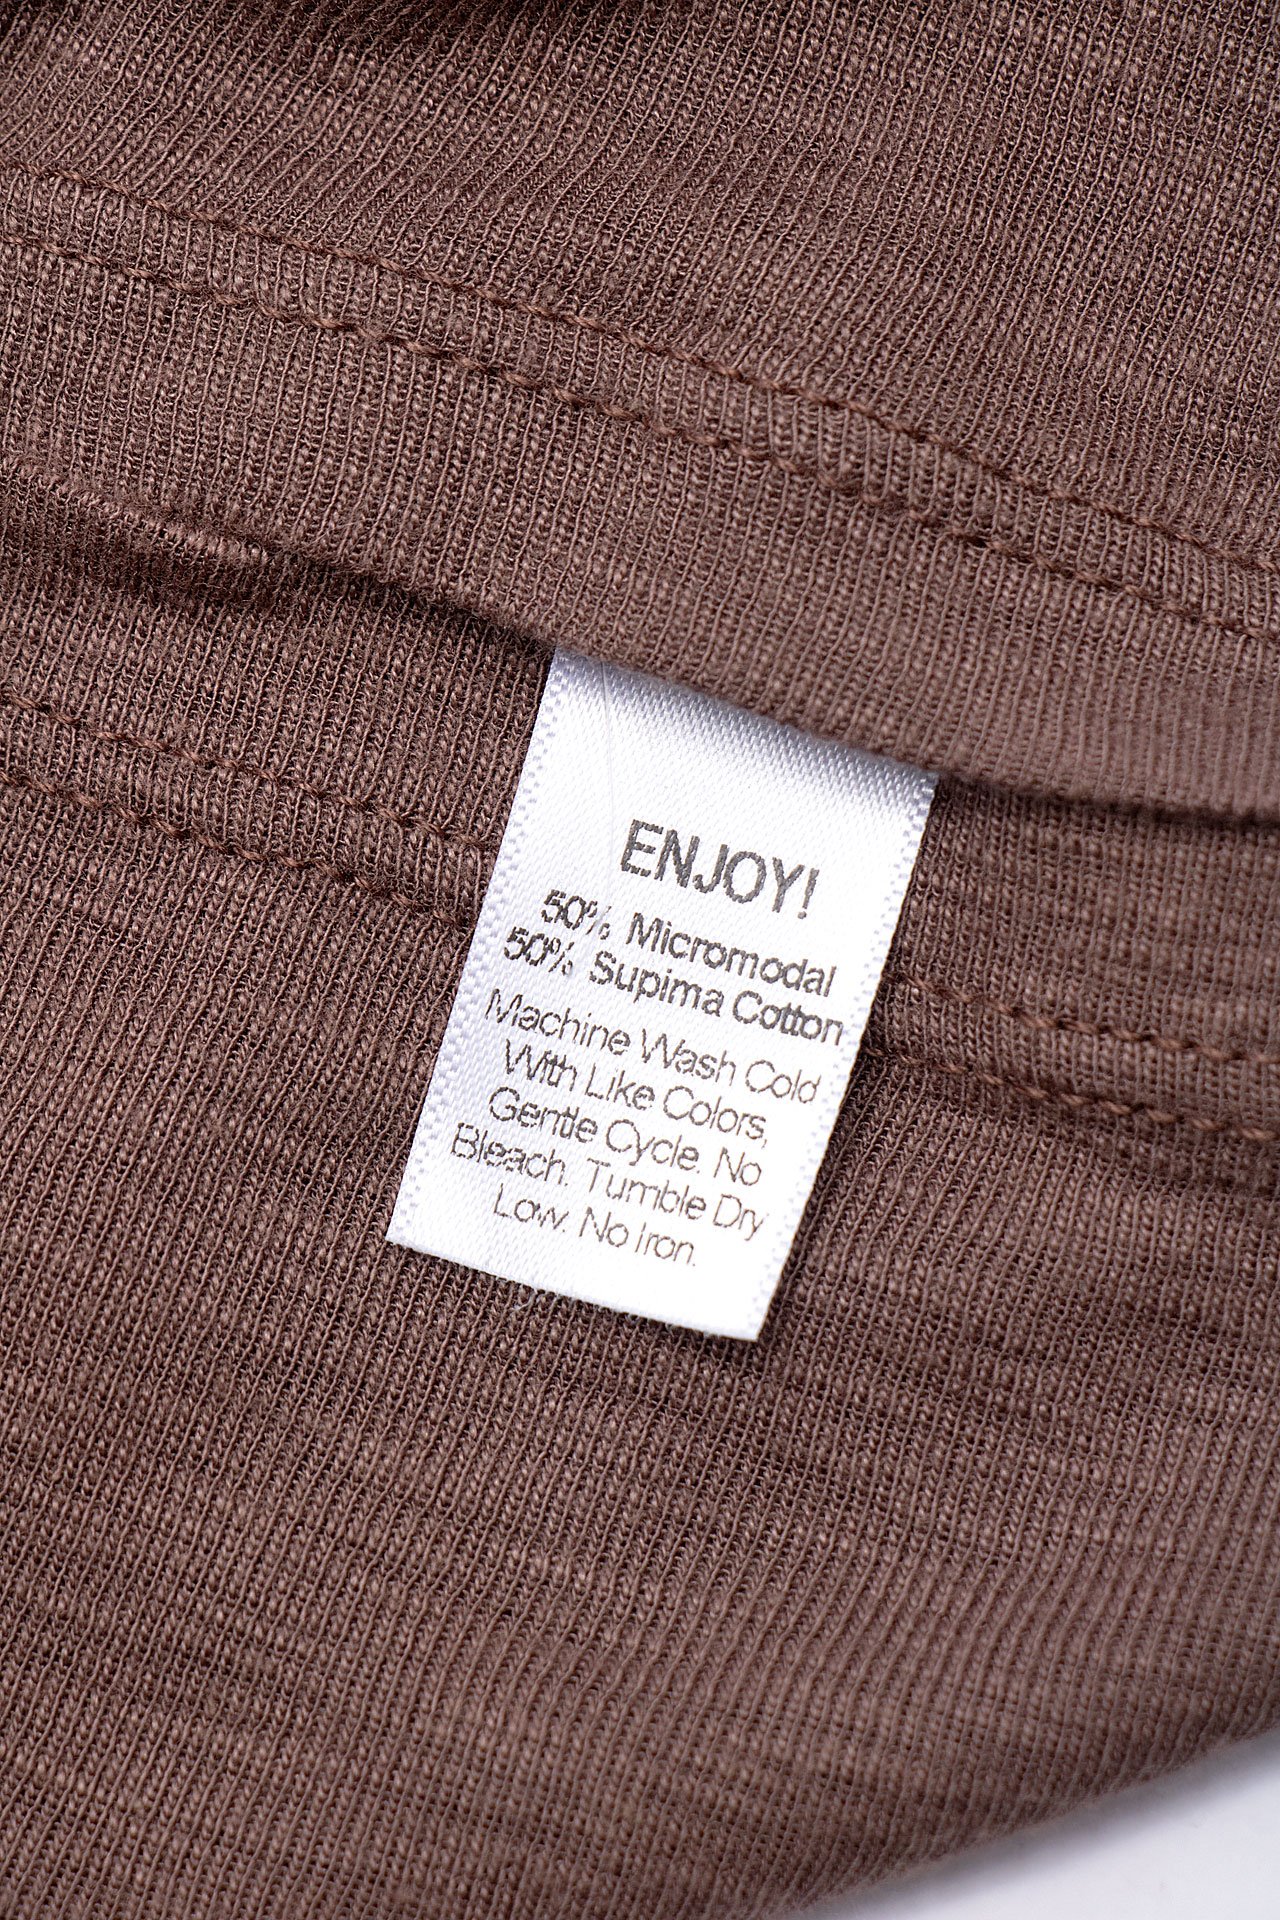 ENJOY!
50% Micromodal
50% Supima Cotton
Machine Wash Cold
With Like Colors,
Gentle Cycle. No
Bleach. Tumble Dry
Low. No iron.